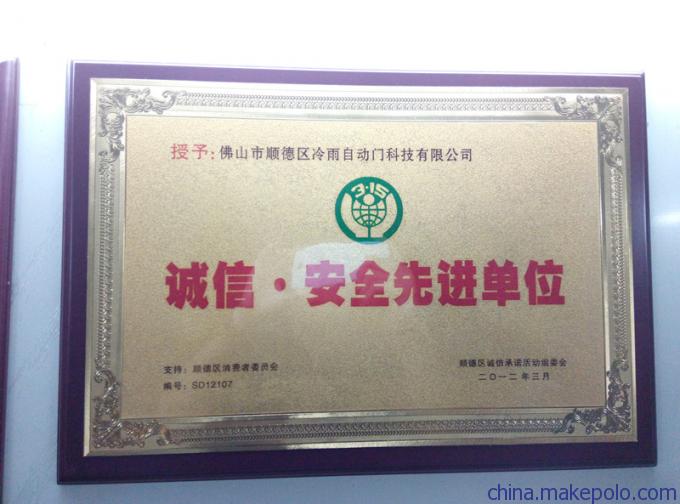 授予：佛山市顺德区冷雨自动门科技有限公司
3·15
诚信·安全先进单位
支持：顺德区消费者委员会
编号：SD12107
顺德区诚信承诺活动组委会
二〇一二年三月
china.makepolo.com